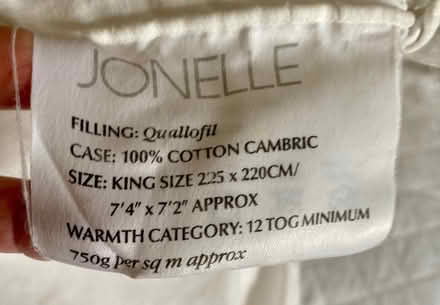 JONELLE
FILLING: Quallofil
CASE: 100% COTTON CAMBRIC
SIZE: KING SIZE 225 x 220CM/
7'4" x 7'2" APPROX
WARMTH CATEGORY: 12 TOG MINIMUM
750g per sq m approx